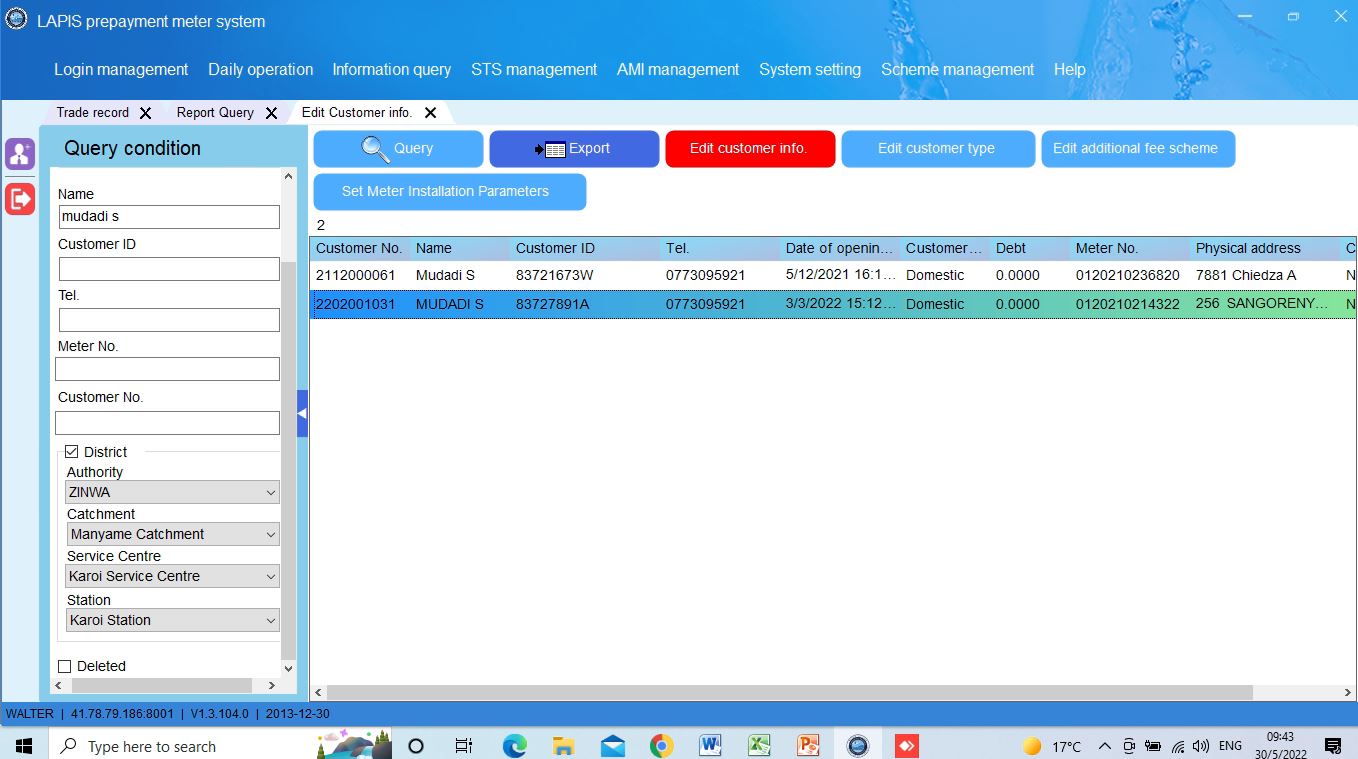 LAPIS prepayment meter system
Login management Daily operation Information query STS management AMI management System setting Scheme management Help
Trade record X Report Query X Edit Customer info. X
Query condition
Name
mudadi s
Customer ID
Tel.
Meter No.
Customer No.
District
Authority
ZINWA
Catchment
Manyame Catchment
Service Centre
Karoi Service Centre
Station
Karoi Station
Deleted
Query Export Edit customer info. Edit customer type Edit additional fee scheme
Set Meter Installation Parameters
2
Customer No. Name Customer ID Tel. Date of openin... Customer... Debt Meter No. Physical address C
2112000061 Mudadi S 83721673W 0773095921 5/12/2021 16:1... Domestic 0.0000 0120210236820 7881 Chiedza A N
2202001031 MUDADI S 83727891A 0773095921 3/3/2022 15:12... Domestic 0.0000 0120210214322 256 SANGORENY... N
WALTER | 41.78.79.186:8001 | V1.3.104.0 | 2013-12-30
Type here to search 17°C ENG 09:43
30/5/2022